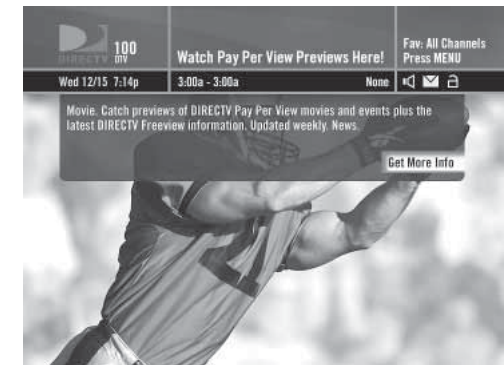 DIRECTV
100
DTV
Watch Pay Per View Previews Here!
Fav: All Channels
Press MENU
Wed 12/15 7:14p
3:00a - 3:00a
None
Movie. Catch previews of DIRECTV Pay Per View movies and events plus the
latest DIRECTV Freeview information. Updated weekly. News.
Get More Info